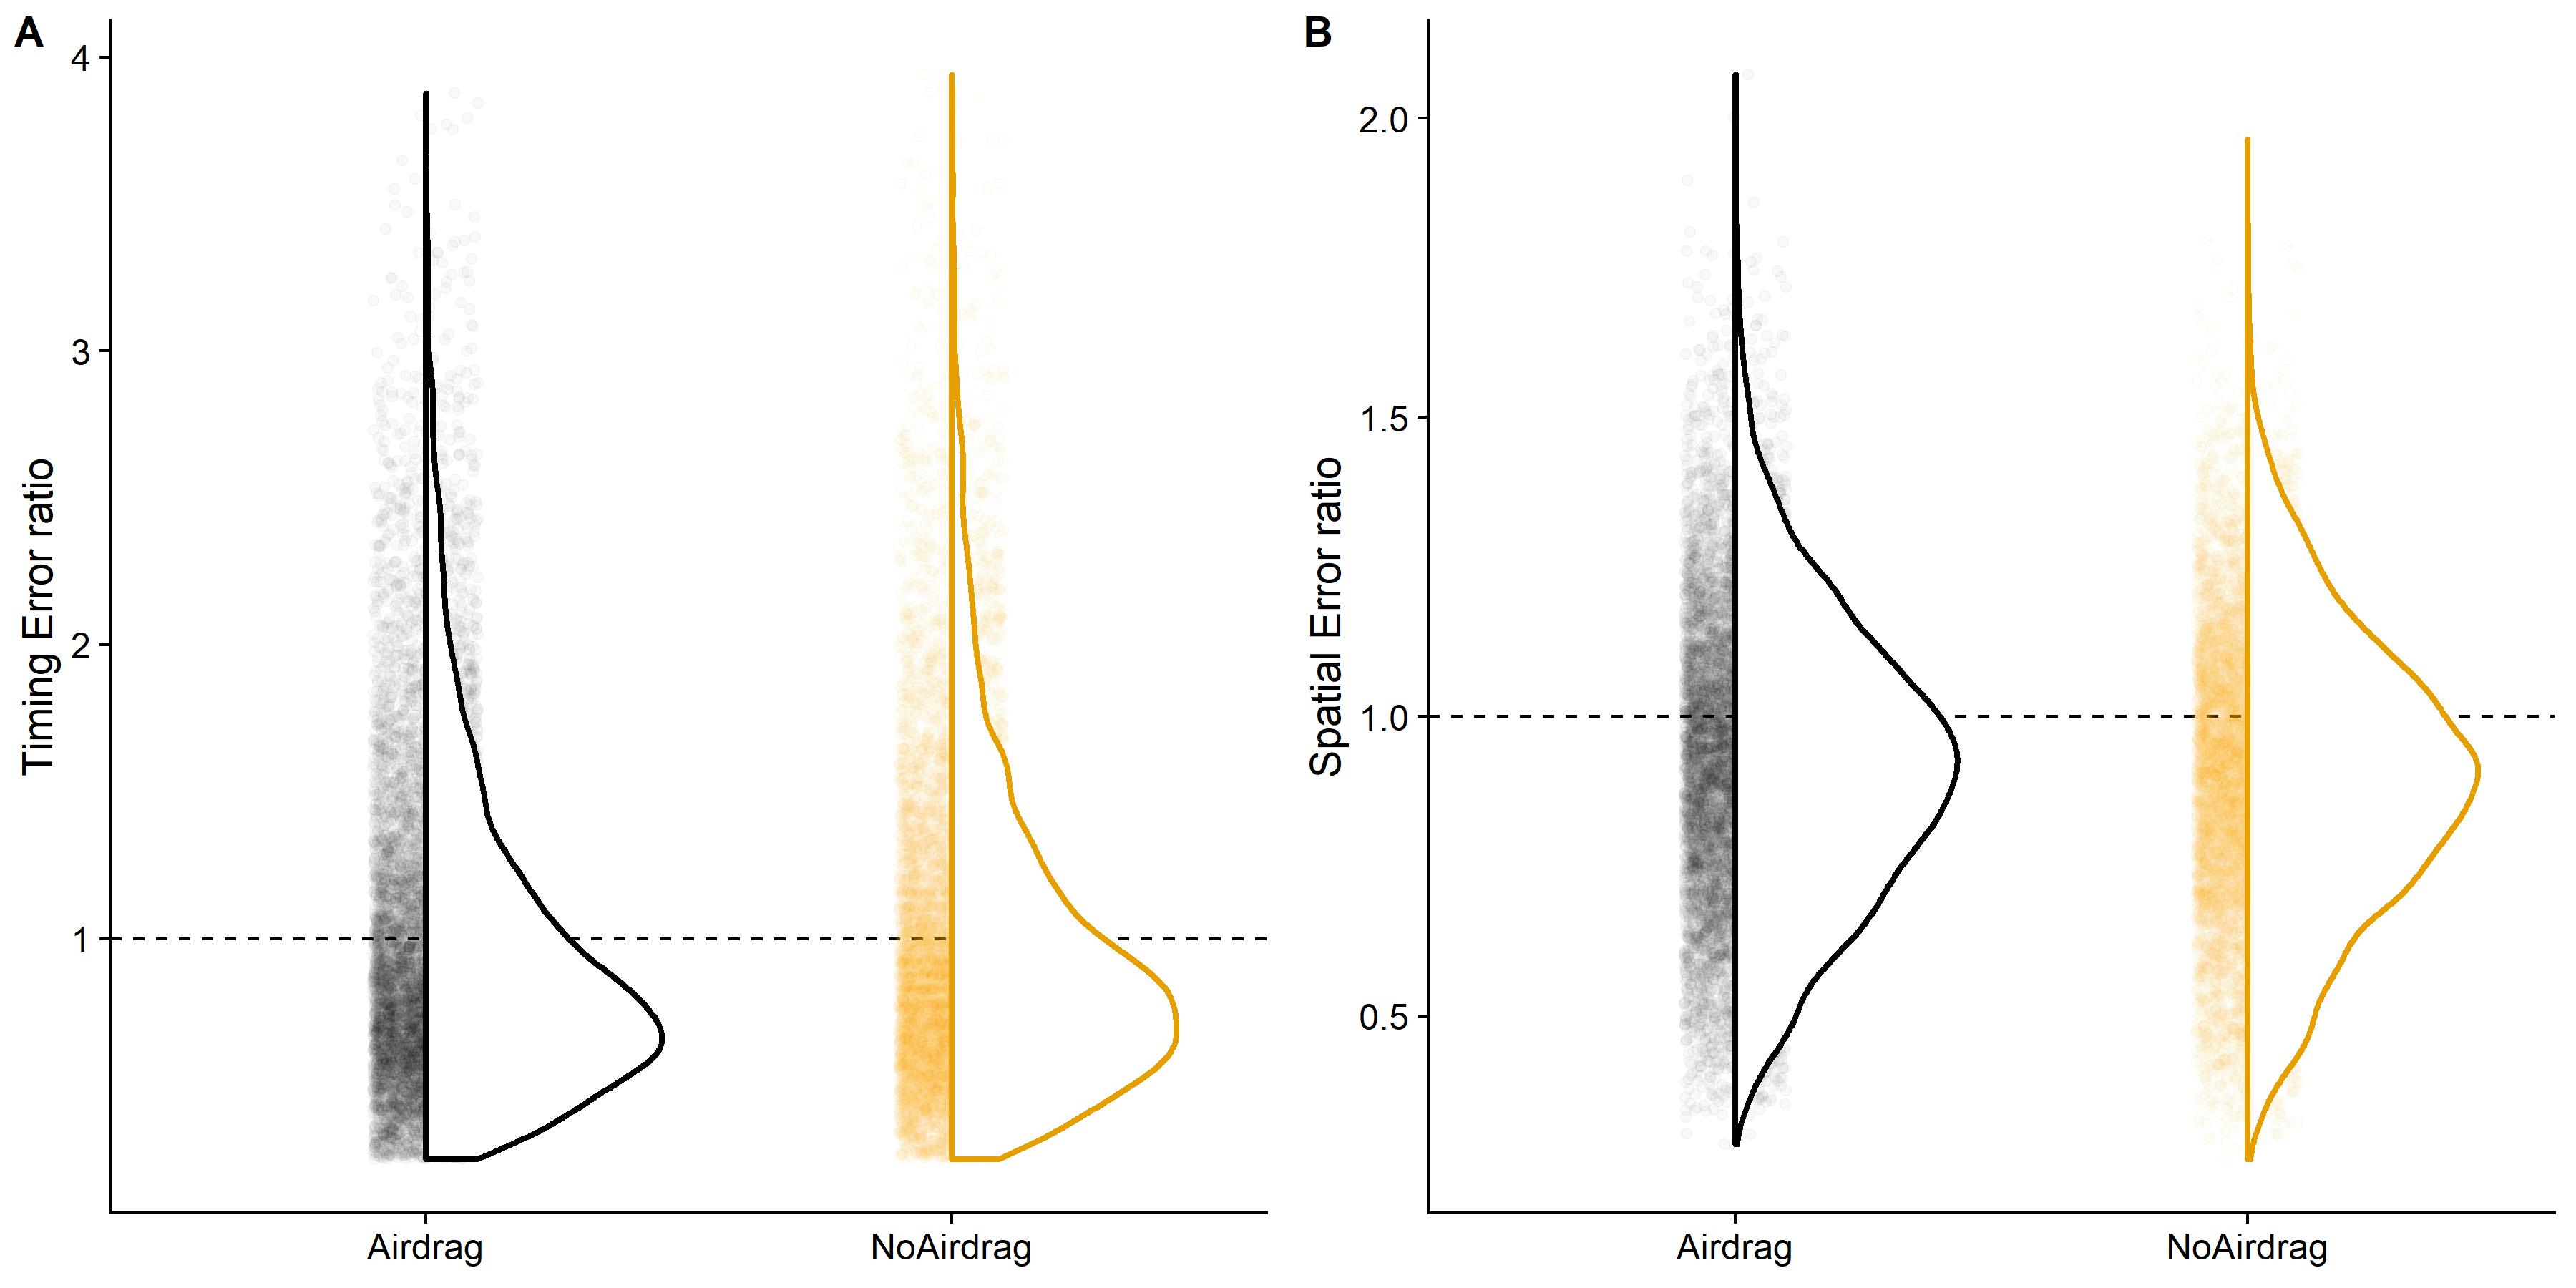 A
Timing Error ratio
4
3
2
1
Airdrag
NoAirdrag
B
Spatial Error ratio
2.0
1.5
1.0
0.5
Airdrag
NoAirdrag